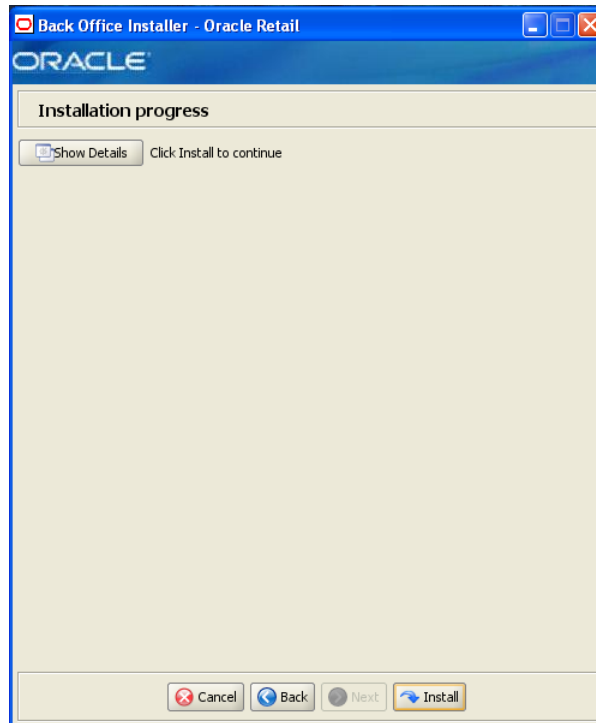 Back Office Installer - Oracle Retail
ORACLE
Installation progress
Show Details Click Install to continue
Cancel Back Next Install